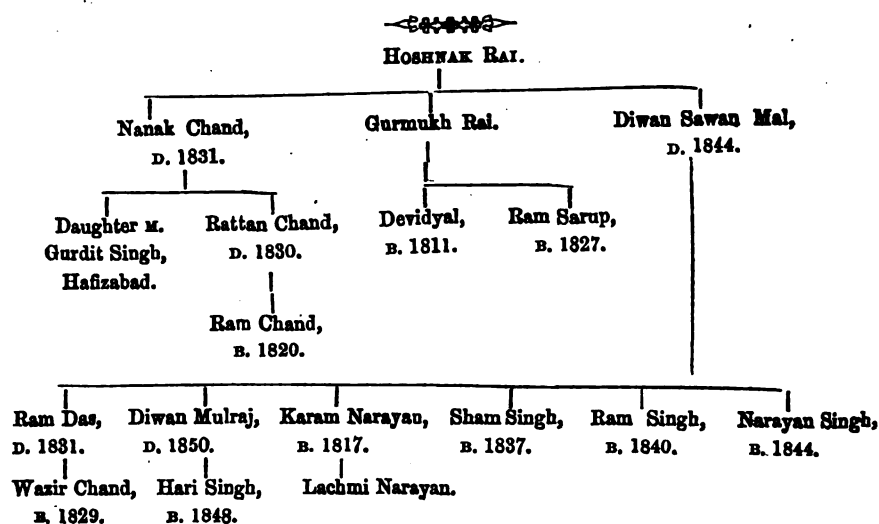 HOSHNAK RAI.
Nanak Chand,
D. 1831.
Gurmukh Rai.
Diwan Sawan Mal,
D. 1844.
Daughter M.
Gurdit Singh,
Hafizabad.
Rattan Chand,
D. 1830.
Devidyal,
B. 1811.
Ram Sarup,
B. 1827.
Ram Chand,
B. 1820.
Ram Das,
D. 1831.
Diwan Mulraj,
D. 1850.
Karam Narayan,
B. 1817.
Sham Singh,
B. 1837.
Ram Singh,
B. 1840.
Narayan Singh,
B. 1844.
Wazir Chand,
B. 1829.
Hari Singh,
B. 1848.
Lachmi Narayan.